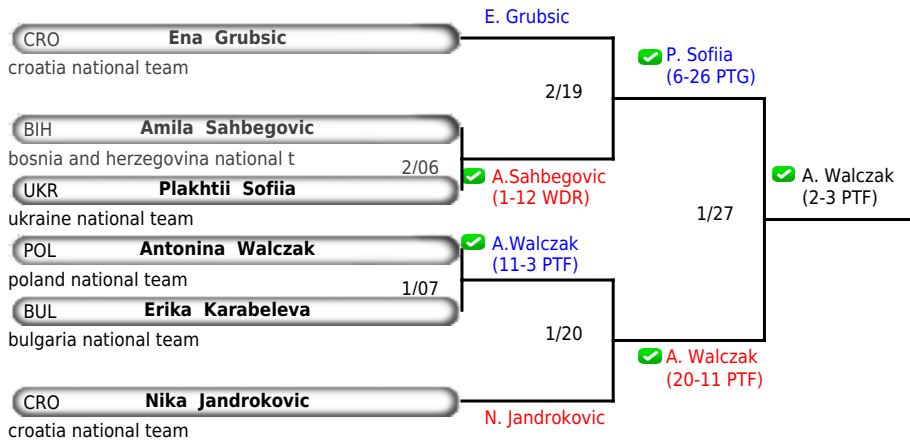 E. Grubsic
CRO Ena Grubsic
croatia national team
P. Sofiia
(6-26 PTG)
2/19
BIH Amila Sahbegovic
bosnia and herzegovina national t
2/06
A.Sahbegovic
(1-12 WDR)
UKR Plakhtii Sofiia
ukraine national team
A. Walczak
(2-3 PTF)
1/27
POL Antonina Walczak
poland national team
A.Walczak
(11-3 PTF)
1/07
BUL Erika Karabeleva
bulgaria national team
1/20
A. Walczak
(20-11 PTF)
CRO Nika Jandrokovic
croatia national team
N. Jandrokovic